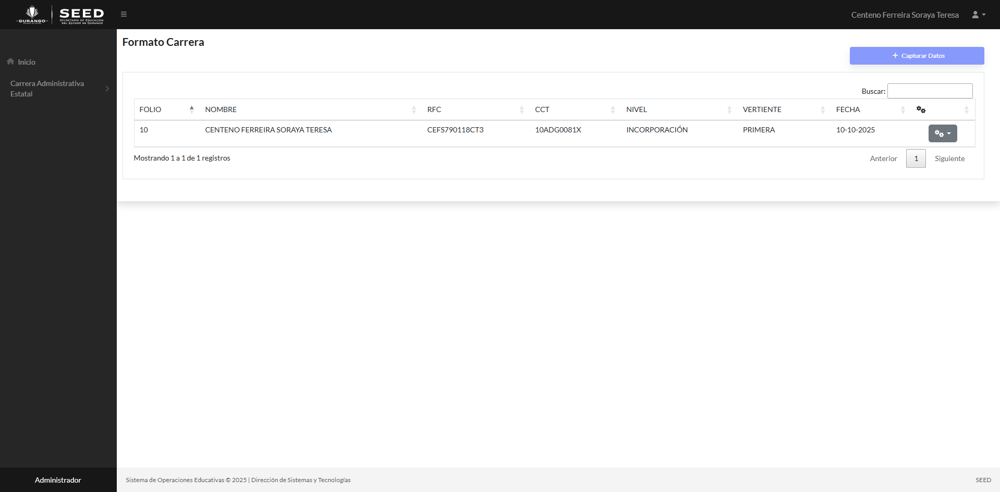 DURANGO
SEED
SECRETARÍA DE EDUCACIÓN
DEL ESTADO DE DURANGO
Centeno Ferreira Soraya Teresa
Inicio
Carrera Administrativa
Estatal
Formato Carrera
+ Capturar Datos
Buscar:
FOLIO NOMBRE RFC CCT NIVEL VERTIENTE FECHA
10 CENTENO FERREIRA SORAYA TERESA CEFS790118CT3 10ADG0081X INCORPORACIÓN PRIMERA 10-10-2025
Mostrando 1 a 1 de 1 registros
Anterior 1 Siguiente
Administrador
Sistema de Operaciones Educativas © 2025 | Dirección de Sistemas y Tecnologías
SEED